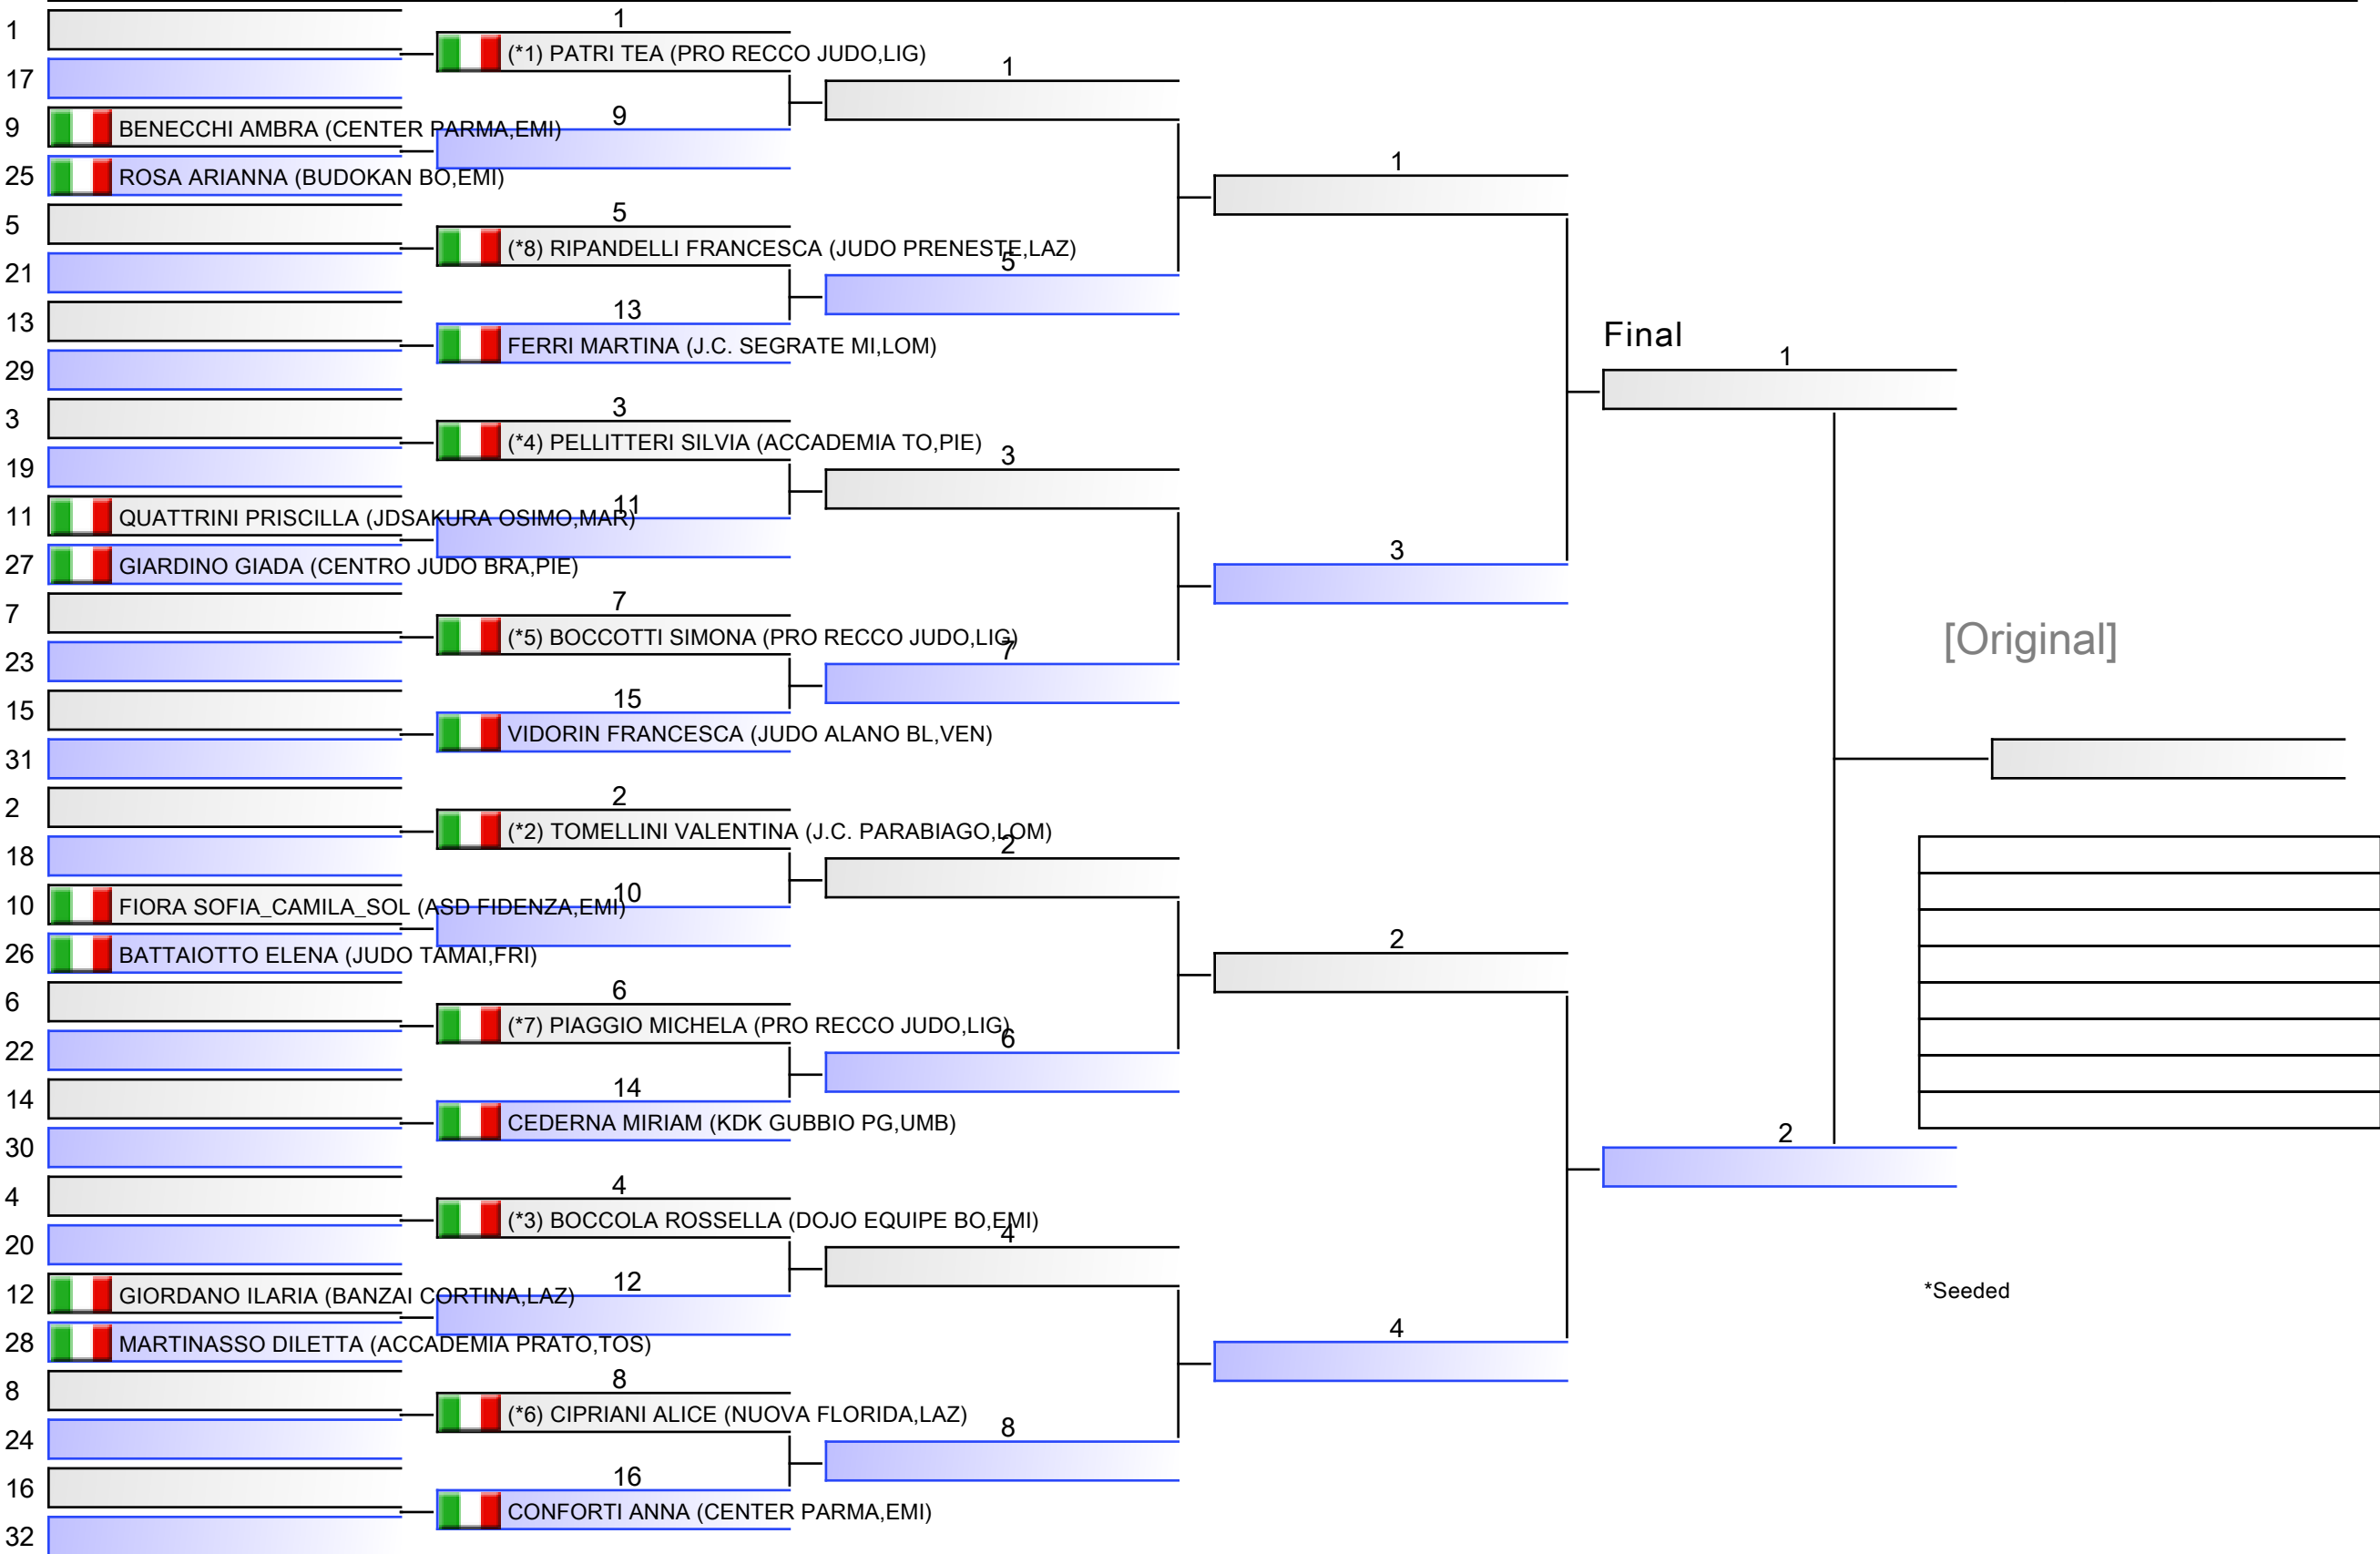 1
17
9 BENECCHI AMBRA (CENTER PARMA,EMI)
25 ROSA ARIANNA (BUDOKAN BO,EMI)
5
21
13
29
3
19
11 QUATTRINI PRISCILLA (JDSAKURA OSIMO,MAR)
27 GIARDINO GIADA (CENTRO JUDO BRA,PIE)
7
23
15
31
2
18
10 FIORA SOFIA_CAMILA_SOL (ASD FIDENZA,EMI)
26 BATTAIOTTO ELENA (JUDO TAMAI,FRI)
6
22
14
30
4
20
12 GIORDANO ILARIA (BANZAI CORTINA,LAZ)
28 MARTINASSO DILETTA (ACCADEMIA PRATO,TOS)
8
24
16
32
1
(*1) PATRI TEA (PRO RECCO JUDO,LIG)
9
5
(*8) RIPANDELLI FRANCESCA (JUDO PRENESTE,LAZ)
13
FERRI MARTINA (J.C. SEGRATE MI,LOM)
3
(*4) PELLITTERI SILVIA (ACCADEMIA TO,PIE)
11
7
(*5) BOCCOTTI SIMONA (PRO RECCO JUDO,LIG)
15
VIDORIN FRANCESCA (JUDO ALANO BL,VEN)
2
(*2) TOMELLINI VALENTINA (J.C. PARABIAGO,LOM)
10
6
(*7) PIAGGIO MICHELA (PRO RECCO JUDO,LIG)
14
CEDERNA MIRIAM (KDK GUBBIO PG,UMB)
4
(*3) BOCCOLA ROSSELLA (DOJO EQUIPE BO,EMI)
12
8
(*6) CIPRIANI ALICE (NUOVA FLORIDA,LAZ)
16
CONFORTI ANNA (CENTER PARMA,EMI)
1
5
3
7
2
6
4
8
1
3
2
4
Final
1
2
[Original]
*Seeded